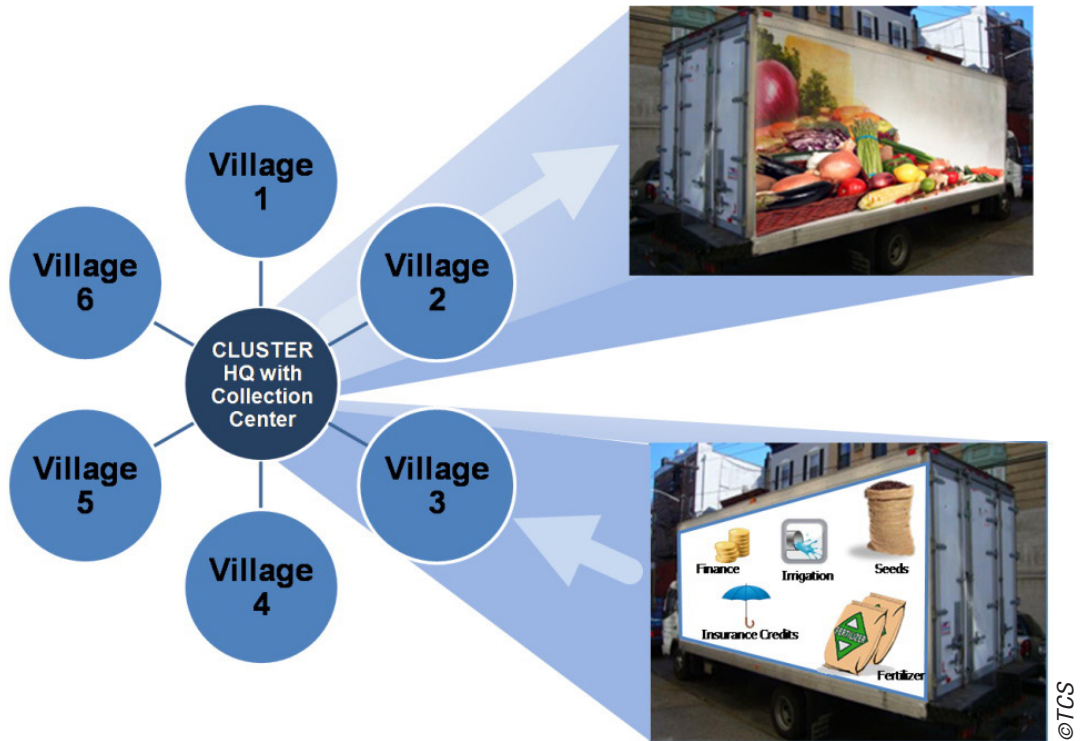 Village
1
Village
2
Village
3
Village
4
Village
5
Village
6
CLUSTER
HQ with
Collection
Center
Finance
Irrigation
Seeds
Insurance Credits
FERTILIZER
Fertilizer
©TCS